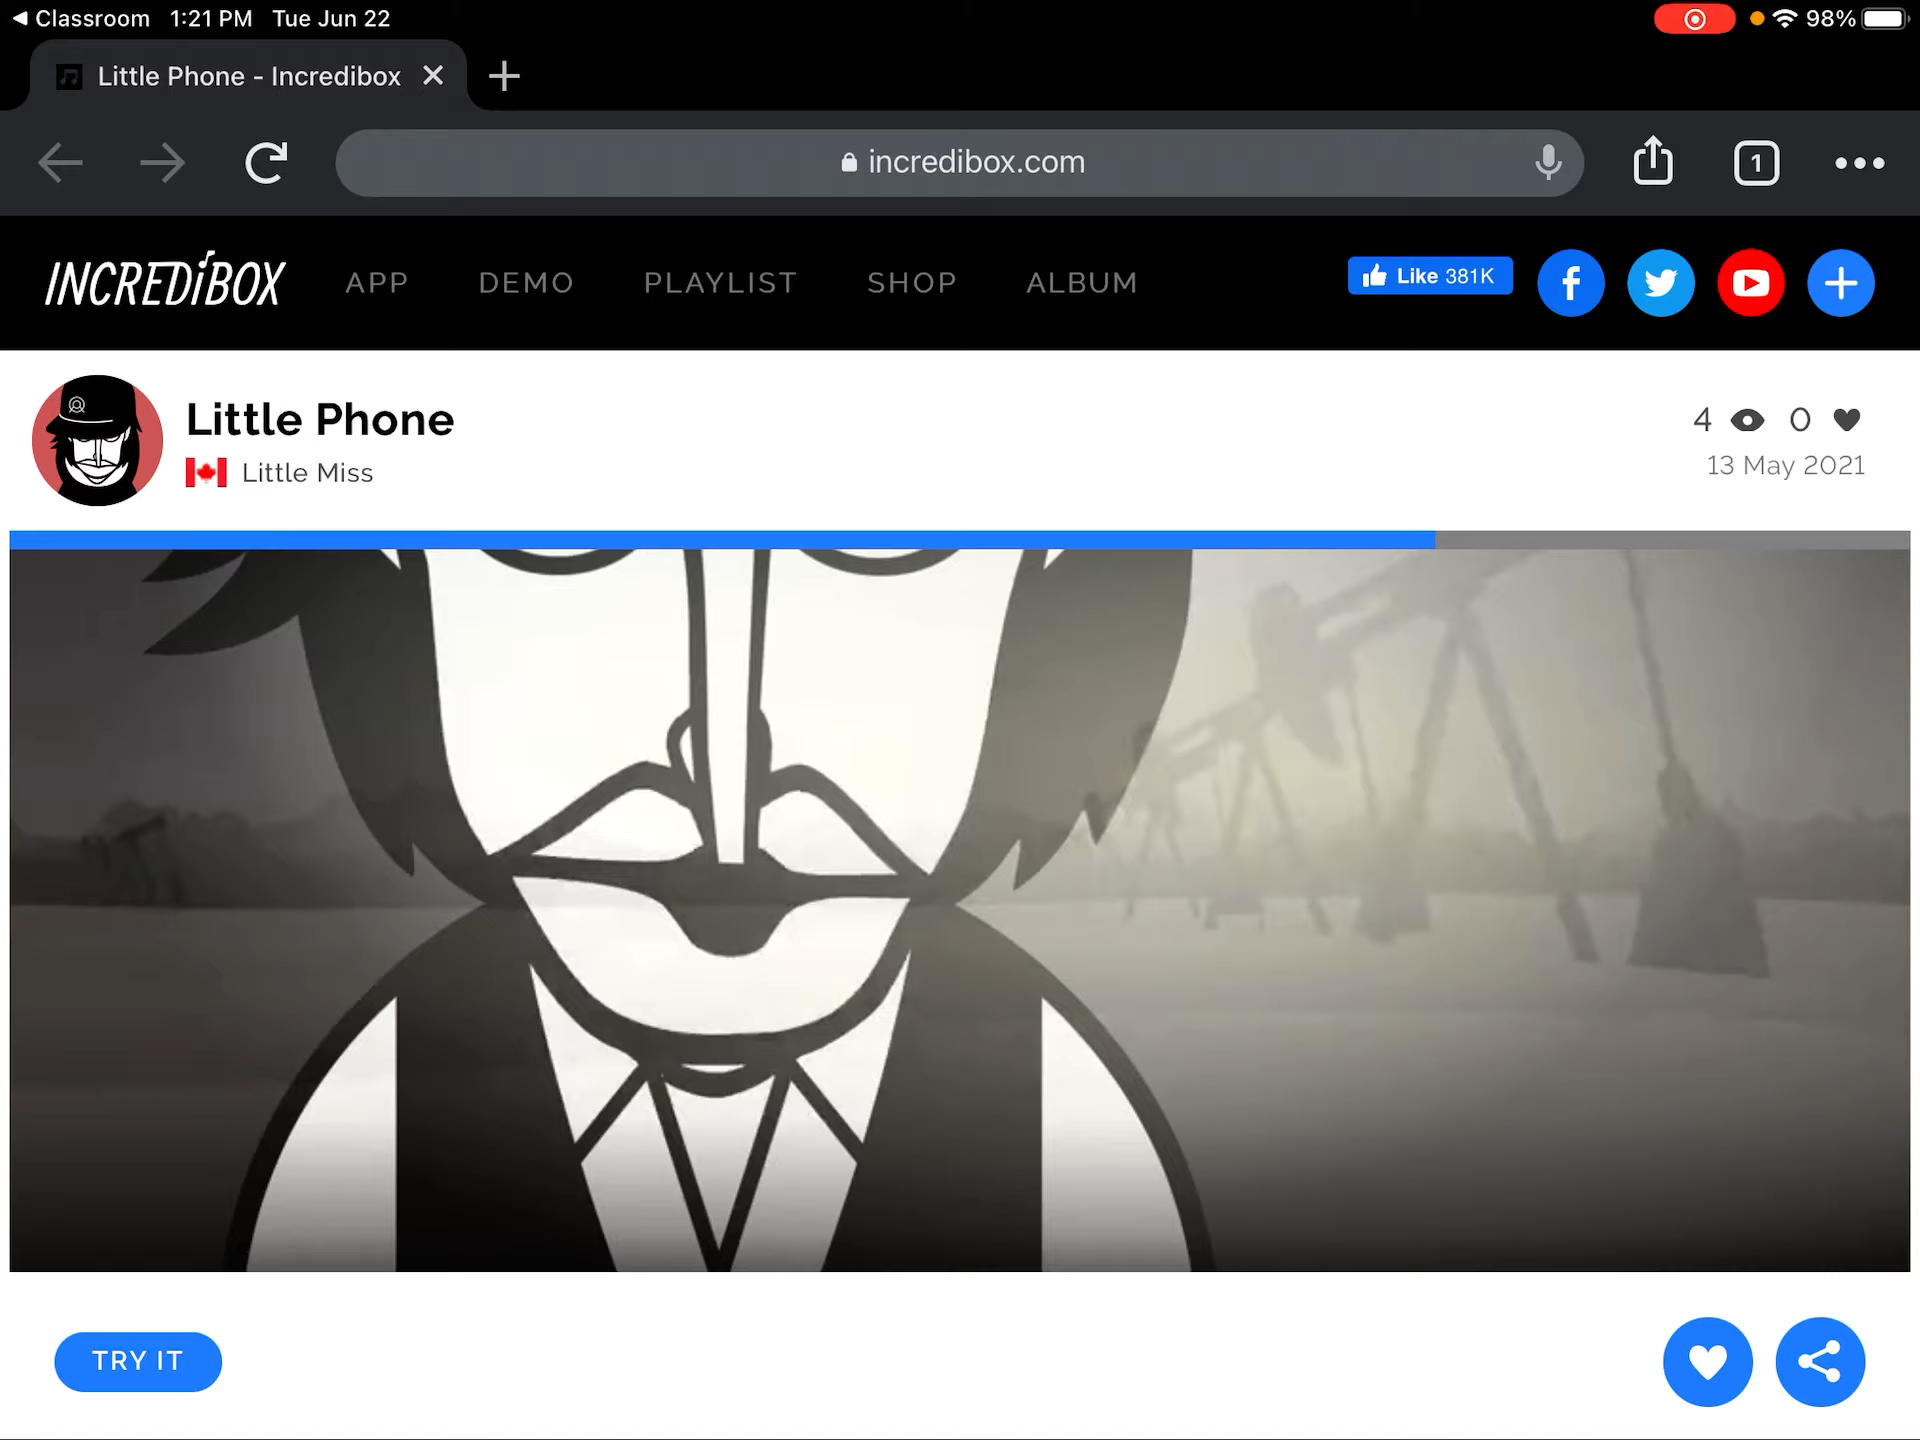 Classroom 1:21 PM Tue Jun 22 98%
Little Phone - Incredibox
incredibox.com 1
INCREDiBOX APP DEMO PLAYLIST SHOP ALBUM Like 381K
Little Phone 4 0
Little Miss 13 May 2021
TRY IT